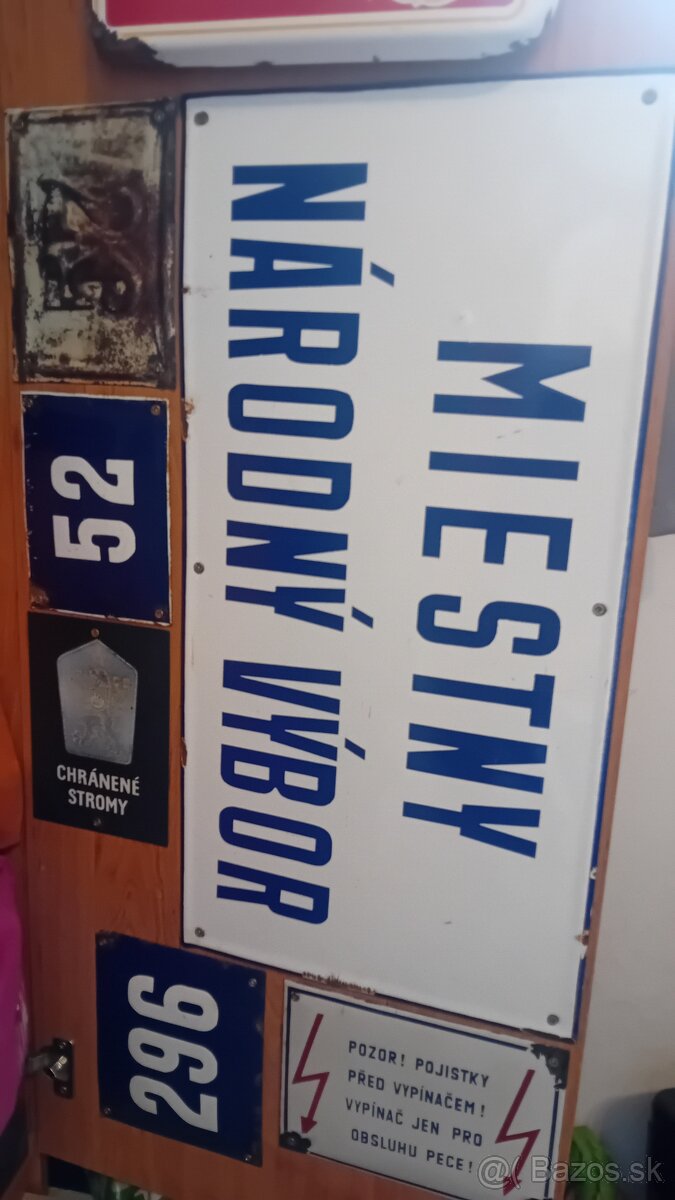 MIESTNY
NÁRODNÝ VÝBOR
52
CHRÁNENÉ
STROMY
296
POZOR! POJISTKY
PŘED VYPÍNAČEM!
VYPÍNAČ JEN PRO
OBSLUHU PECE!
Bazos.sk